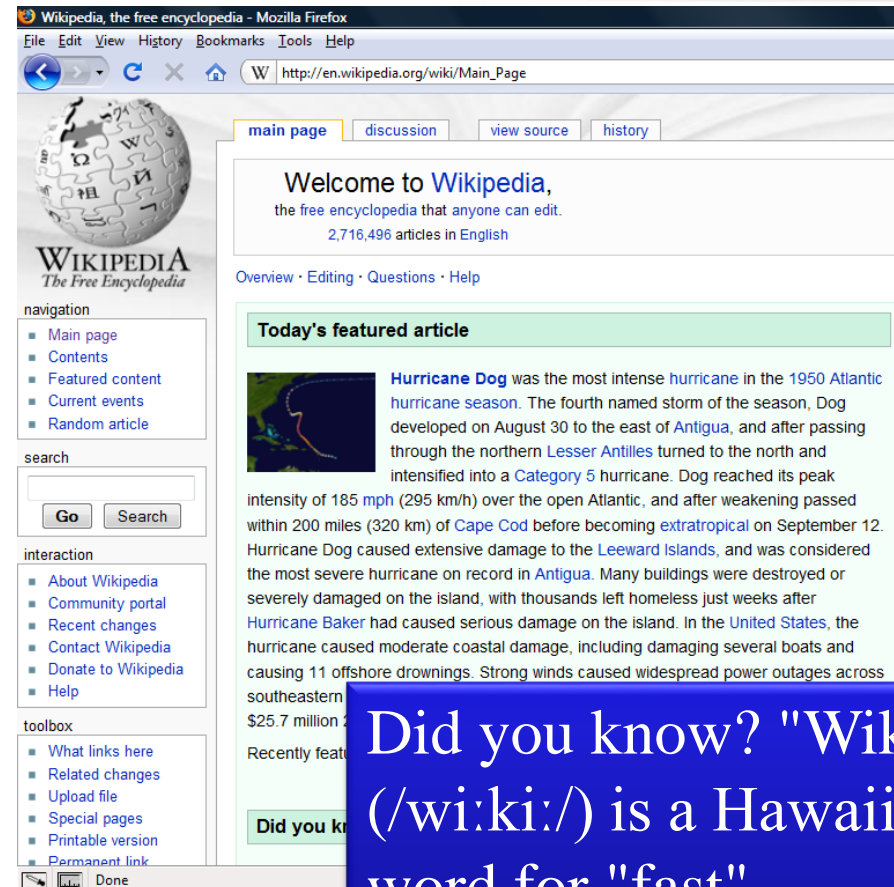 Wikipedia, the free encyclopedia - Mozilla Firefox
File Edit View History Bookmarks Tools Help
W http://en.wikipedia.org/wiki/Main_Page
WIKIPEDIA
The Free Encyclopedia
navigation
Main page
Contents
Featured content
Current events
Random article
search
Go Search
interaction
About Wikipedia
Community portal
Recent changes
Contact Wikipedia
Donate to Wikipedia
Help
toolbox
What links here
Related changes
Upload file
Special pages
Printable version
Permanent link
main page discussion view source history
Welcome to Wikipedia,
the free encyclopedia that anyone can edit.
2,716,496 articles in English
Overview · Editing · Questions · Help
Today's featured article
Hurricane Dog was the most intense hurricane in the 1950 Atlantic
hurricane season. The fourth named storm of the season, Dog
developed on August 30 to the east of Antigua, and after passing
through the northern Lesser Antilles turned to the north and
intensified into a Category 5 hurricane. Dog reached its peak
intensity of 185 mph (295 km/h) over the open Atlantic, and after weakening passed
within 200 miles (320 km) of Cape Cod before becoming extratropical on September 12.
Hurricane Dog caused extensive damage to the Leeward Islands, and was considered
the most severe hurricane on record in Antigua. Many buildings were destroyed or
severely damaged on the island, with thousands left homeless just weeks after
Hurricane Baker had caused serious damage on the island. In the United States, the
hurricane caused moderate coastal damage, including damaging several boats and
causing 11 offshore drownings. Strong winds caused widespread power outages across
southeastern
$25.7 million
Recently
Did you
Did you know? "Wik
(/wiːkiː/) is a Hawaii
word for "fast"
Done